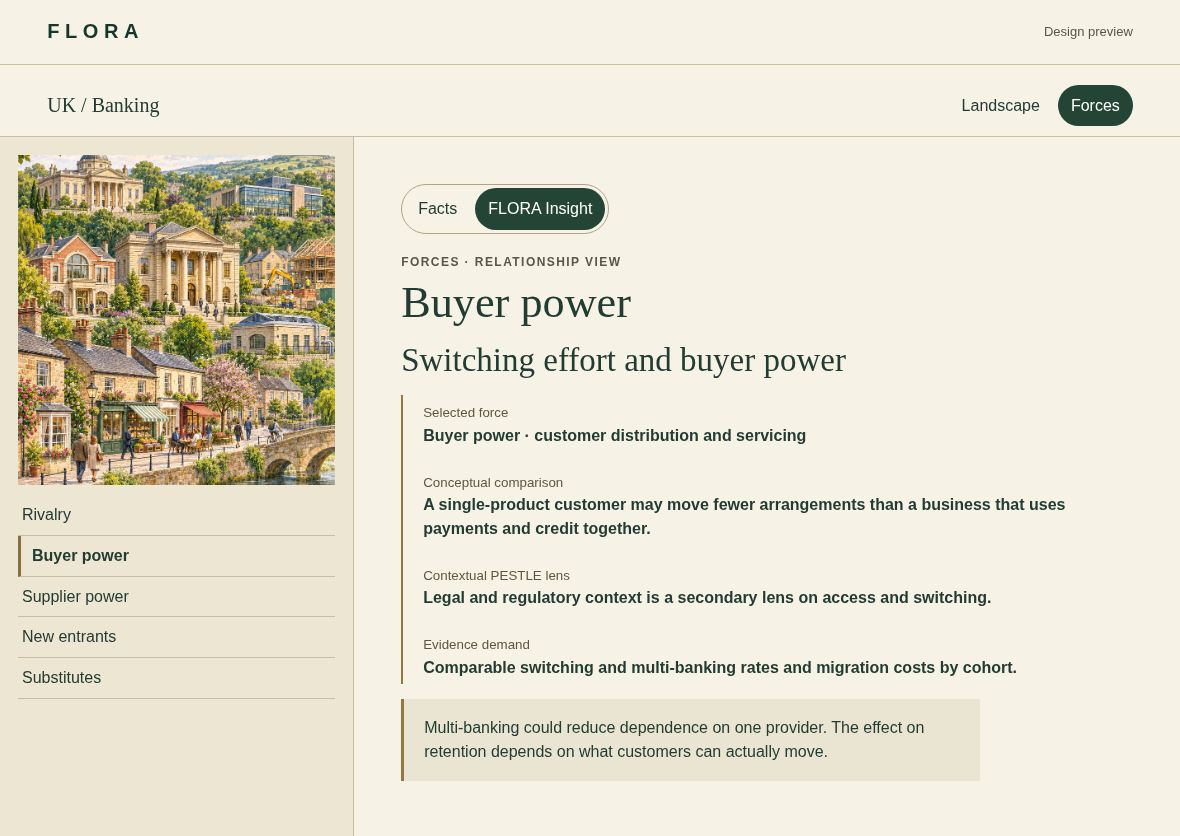 FLORA
Design preview
UK / Banking
Landscape
Forces
Rivalry
Buyer power
Supplier power
New entrants
Substitutes
Facts
FLORA Insight
FORCES · RELATIONSHIP VIEW
Buyer power
Switching effort and buyer power
Selected force
Buyer power · customer distribution and servicing
Conceptual comparison
A single-product customer may move fewer arrangements than a business that uses
payments and credit together.
Contextual PESTLE lens
Legal and regulatory context is a secondary lens on access and switching.
Evidence demand
Comparable switching and multi-banking rates and migration costs by cohort.
Multi-banking could reduce dependence on one provider. The effect on
retention depends on what customers can actually move.